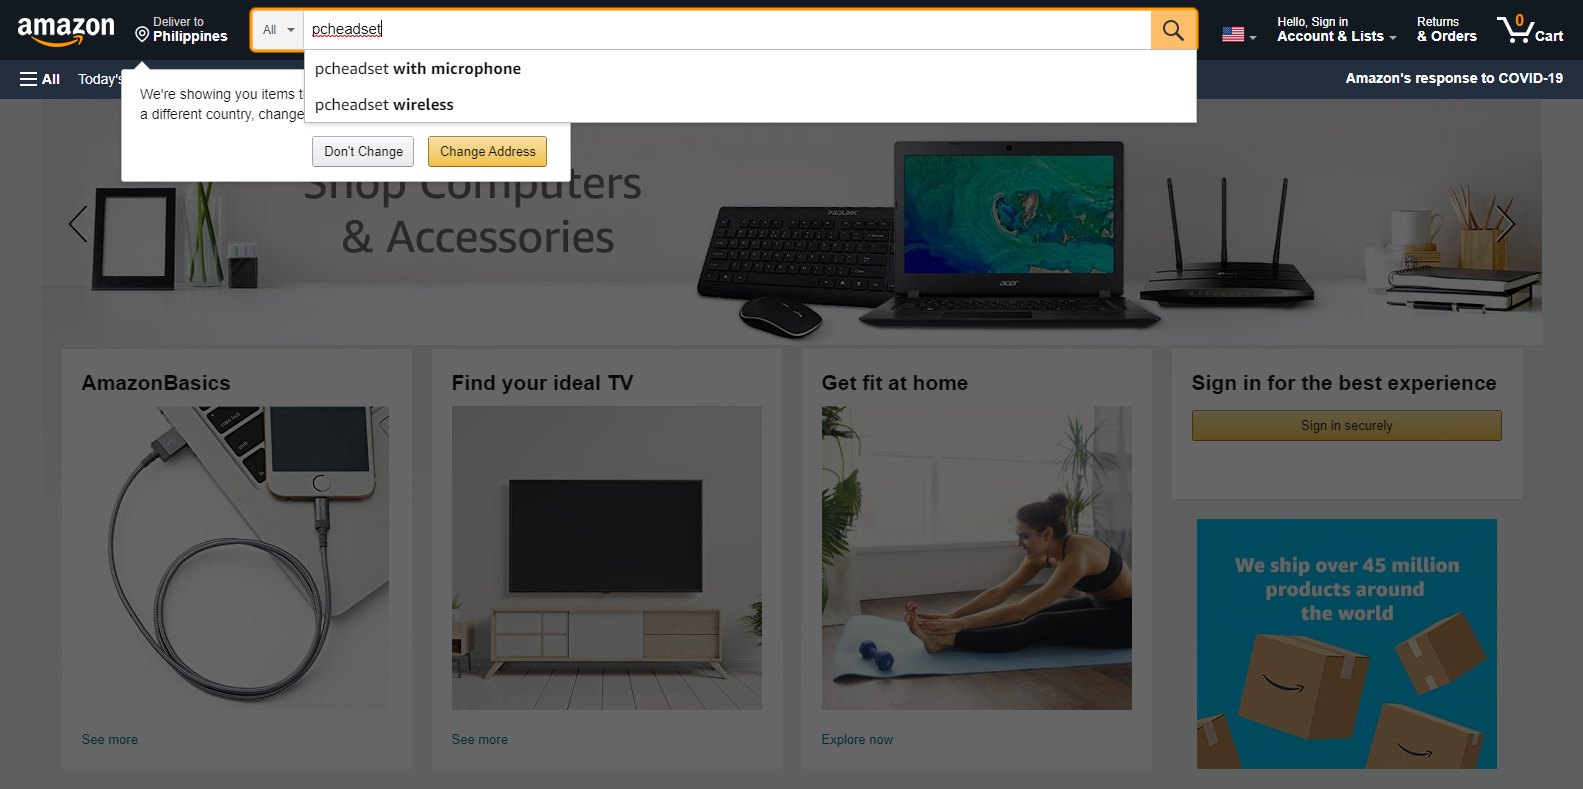 amazon
Deliver to
Philippines
All
pcheadset
Hello, Sign in
Account & Lists
Returns
& Orders
0
Cart
All
Today's
Amazon's response to COVID-19
pcheadset with microphone
pcheadset wireless
We're showing you items t
a different country, change
Don't Change
Change Address
Shop Computers
& Accessories
PROLINK
acer
AmazonBasics
See more
Find your ideal TV
See more
Get fit at home
Explore now
Sign in for the best experience
Sign in securely
We ship over 45 million
products around
the world